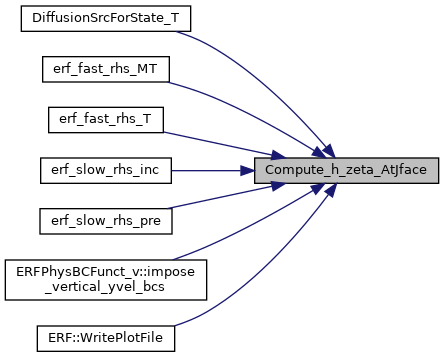 DiffusionSrcForState_T
erf_fast_rhs_MT
erf_fast_rhs_T
erf_slow_rhs_inc
Compute_h_zeta_AtJface
erf_slow_rhs_pre
ERFPhysBCFunct_v::impose
_vertical_yvel_bcs
ERF::WritePlotFile